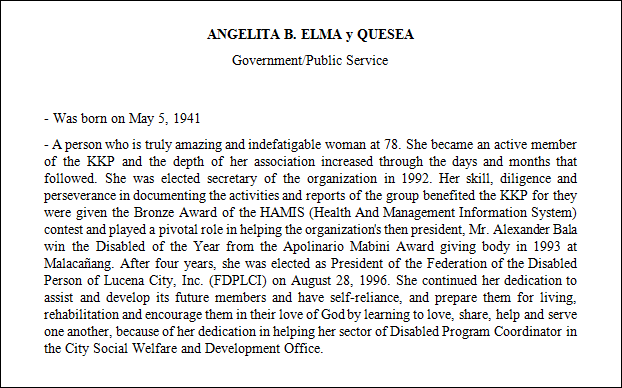 ANGELITA B. ELMA y QUESEA
Government/Public Service
- Was born on May 5, 1941
- A person who is truly amazing and indefatigable woman at 78. She became an active member
of the KKP and the depth of her association increased through the days and months that
followed. She was elected secretary of the organization in 1992. Her skill, diligence and
perseverance in documenting the activities and reports of the group benefited the KKP for they
were given the Bronze Award of the HAMIS (Health And Management Information System)
contest and played a pivotal role in helping the organization's then president, Mr. Alexander Bala
win the Disabled of the Year from the Apolinario Mabini Award giving body in 1993 at
Malacañang. After four years, she was elected as President of the Federation of the Disabled
Person of Lucena City, Inc. (FDPLCI) on August 28, 1996. She continued her dedication to
assist and develop its future members and have self-reliance, and prepare them for living,
rehabilitation and encourage them in their love of God by learning to love, share, help and serve
one another, because of her dedication in helping her sector of Disabled Program Coordinator in
the City Social Welfare and Development Office.